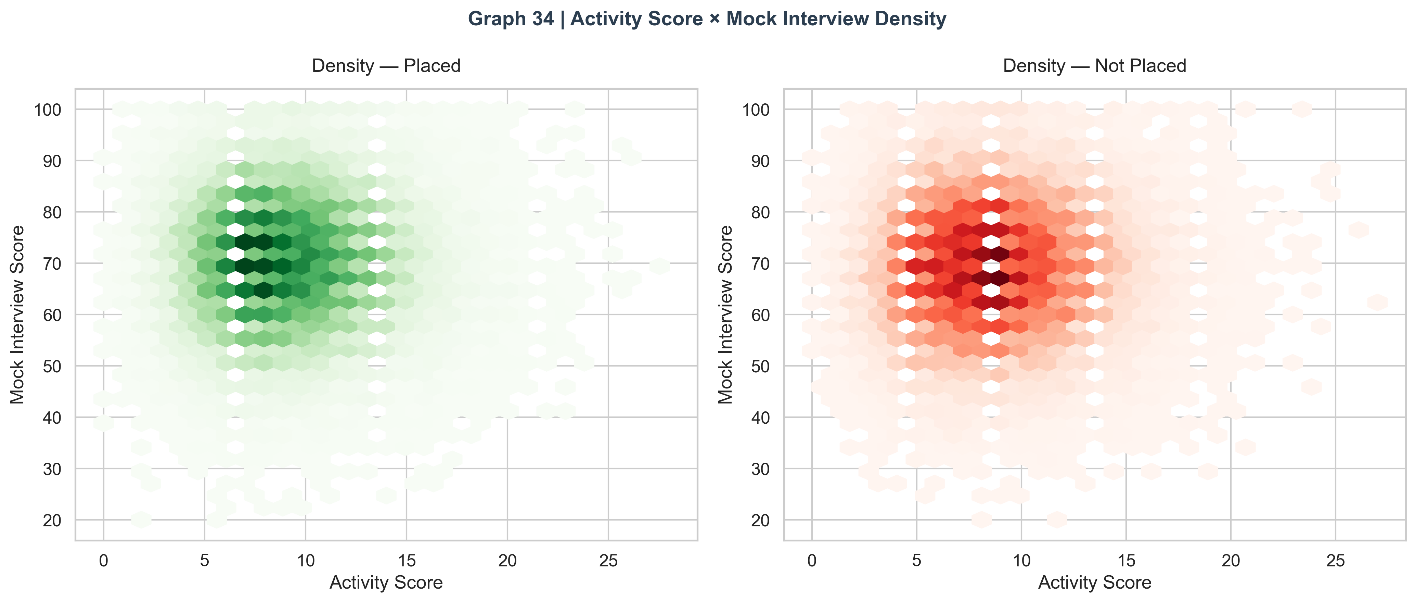 Graph 34 | Activity Score × Mock Interview Density
Density — Placed
Mock Interview Score
100
90
80
70
60
50
40
30
20
0 5 10 15 20 25
Activity Score
Density — Not Placed
Mock Interview Score
100
90
80
70
60
50
40
30
20
0 5 10 15 20 25
Activity Score